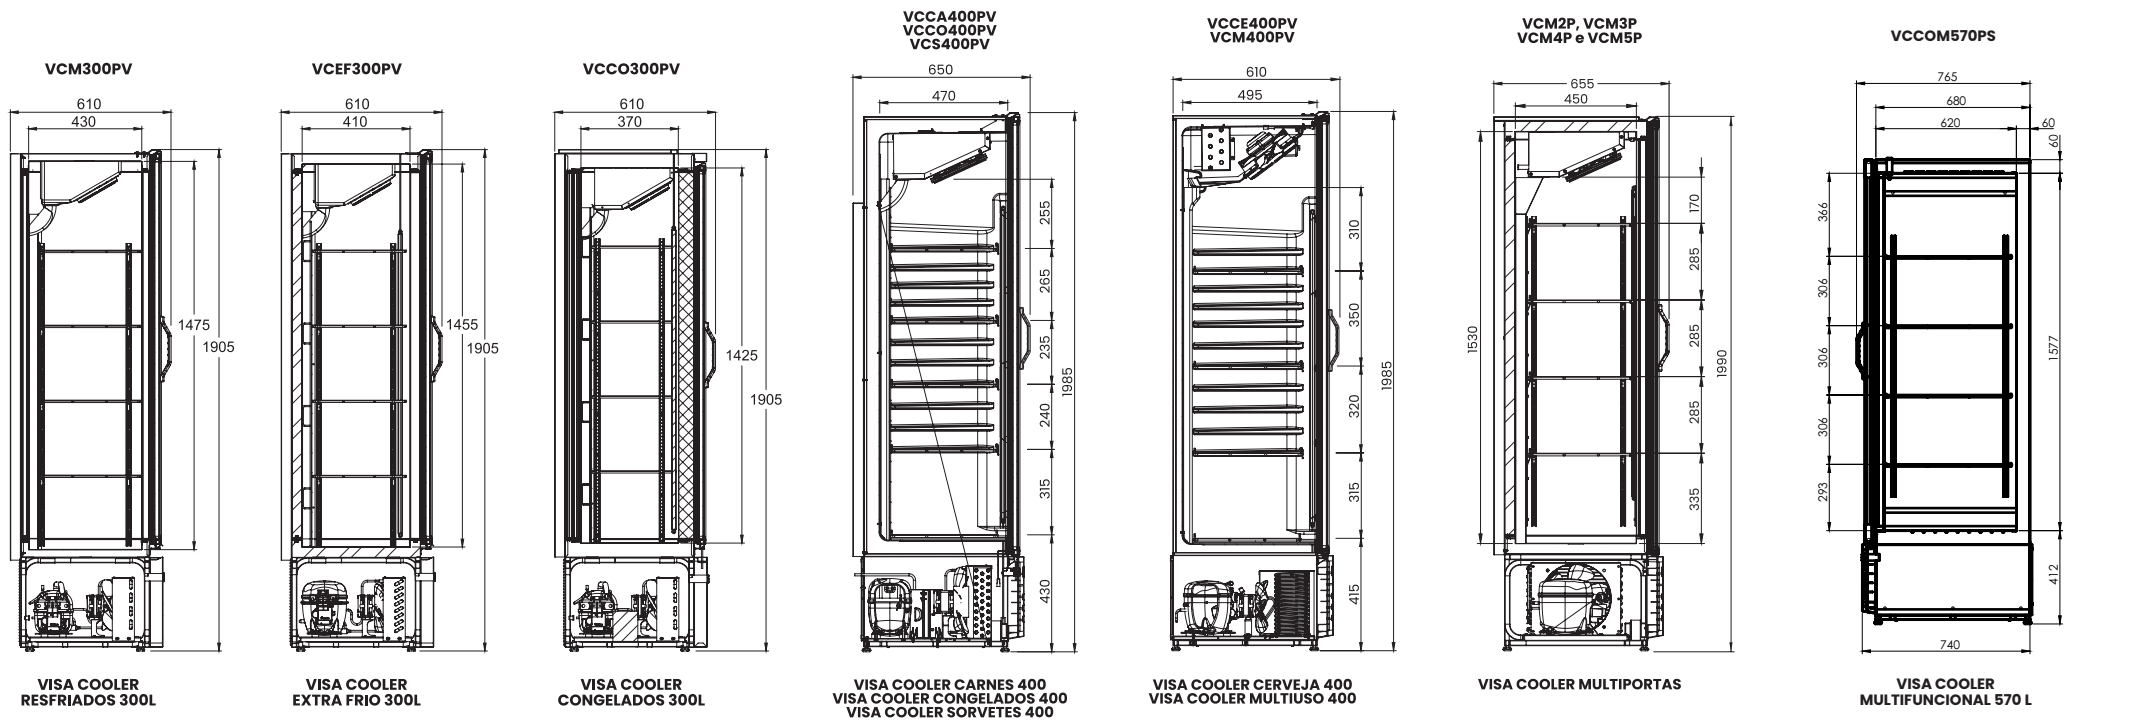 VCM300PV
610
430
1475
1905
VISA COOLER
RESFRIADOS 300L
VCEF300PV
610
410
1455
1905
VISA COOLER
EXTRA FRIO 300L
VCCO300PV
610
370
1425
1905
VISA COOLER
CONGELADOS 300L
VCCA400PV
VCCO400PV
VCS400PV
650
470
255
265
235
240
315
430
1985
VISA COOLER CARNES 400
VISA COOLER CONGELADOS 400
VISA COOLER SORVETES 400
VCCE400PV
VCM400PV
610
495
310
350
320
315
415
1985
VISA COOLER CERVEJA 400
VISA COOLER MULTIUSO 400
VCM2P, VCM3P
VCM4P e VCM5P
655
450
1530
170
285
285
285
335
1990
VISA COOLER MULTIPORTAS
VCCOM570PS
765
680
620
60
60
366
306
306
306
293
1577
412
740
VISA COOLER
MULTIFUNCIONAL 570 L